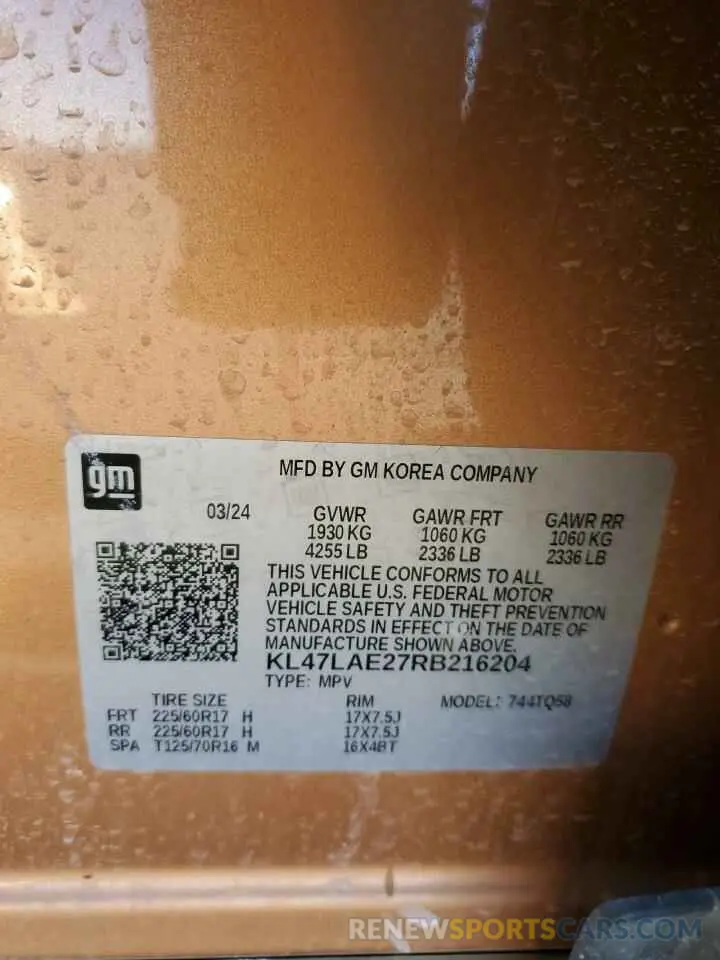 gm
MFD BY GM KOREA COMPANY
03/24 GVWR GAWR FRT GAWR RR
1930 KG 1060 KG 1060 KG
4255 LB 2336 LB 2336 LB
THIS VEHICLE CONFORMS TO ALL
APPLICABLE U.S. FEDERAL MOTOR
VEHICLE SAFETY AND THEFT PREVENTION
STANDARDS IN EFFECT ON THE DATE OF
MANUFACTURE SHOWN ABOVE.
KL47LAE27RB216204
TYPE: MPV
TIRE SIZE RIM MODEL: 744TQ58
FRT 225/60R17 H 17X7.5J
RR 225/60R17 H 17X7.5J
SPA T125/70R16 M 16X4BT
RENEWSPORTSCARS.COM